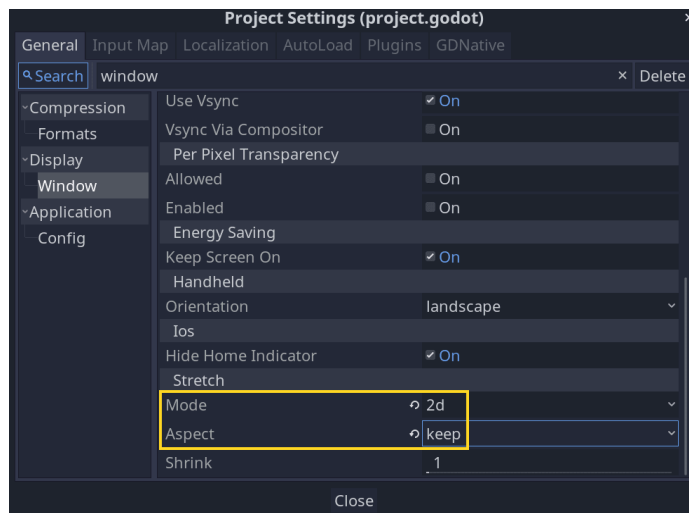 Project Settings (project.godot)
General Input Map Localization AutoLoad Plugins GDNative
Search window × Delete
Compression
Formats
Display
Window
Application
Config
Use Vsync On
Vsync Via Compositor On
Per Pixel Transparency
Allowed On
Enabled On
Energy Saving
Keep Screen On On
Handheld
Orientation landscape
Ios
Hide Home Indicator On
Stretch
Mode 2d
Aspect keep
Shrink 1
Close